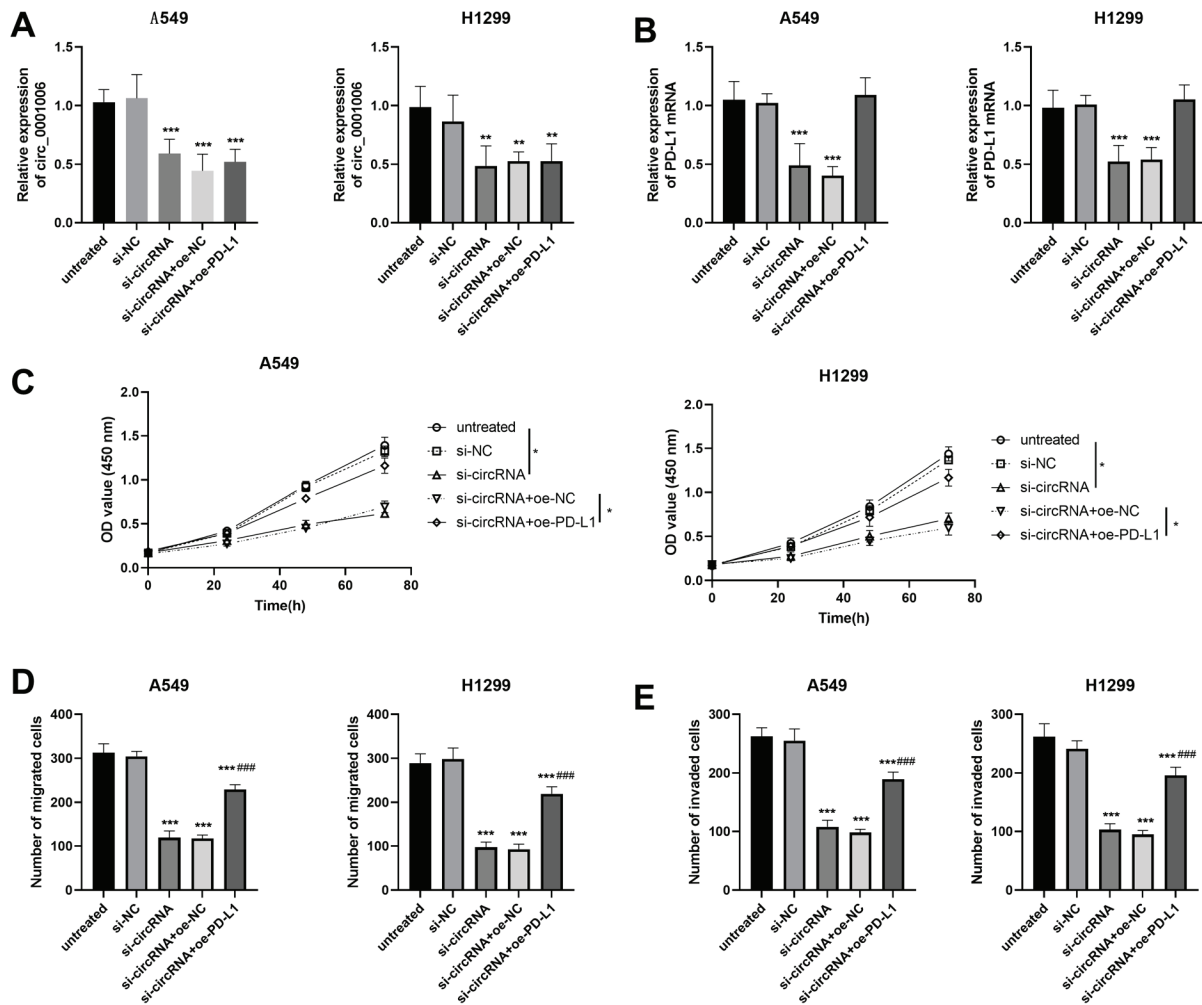 A
A549
Relative expression
of circ_0001006
1.5
1.0
0.5
0.0
***
***
***
untreated
si-NC
si-circRNA
si-circRNA+oe-NC
si-circRNA+oe-PD-L1
H1299
Relative expression
of circ_0001006
1.5
1.0
0.5
0.0
**
**
**
untreated
si-NC
si-circRNA
si-circRNA+oe-NC
si-circRNA+oe-PD-L1
B
A549
Relative expression
of PD-L1 mRNA
1.5
1.0
0.5
0.0
***
***
untreated
si-NC
si-circRNA
si-circRNA+oe-NC
si-circRNA+oe-PD-L1
H1299
Relative expression
of PD-L1 mRNA
1.5
1.0
0.5
0.0
***
***
untreated
si-NC
si-circRNA
si-circRNA+oe-NC
si-circRNA+oe-PD-L1
C
A549
OD value (450 nm)
2.0
1.5
1.0
0.5
0.0
0 20 40 60 80
Time(h)
untreated
si-NC
si-circRNA
si-circRNA+oe-NC
si-circRNA+oe-PD-L1
*
*
H1299
OD value (450 nm)
2.0
1.5
1.0
0.5
0.0
0 20 40 60 80
Time(h)
untreated
si-NC
si-circRNA
si-circRNA+oe-NC
si-circRNA+oe-PD-L1
*
*
D
A549
Number of migrated cells
400
300
200
100
0
***
***
***###
untreated
si-NC
si-circRNA
si-circRNA+oe-NC
si-circRNA+oe-PD-L1
H1299
Number of migrated cells
400
300
200
100
0
***
***
***###
untreated
si-NC
si-circRNA
si-circRNA+oe-NC
si-circRNA+oe-PD-L1
E
A549
Number of invaded cells
300
200
100
0
***
***
***###
untreated
si-NC
si-circRNA
si-circRNA+oe-NC
si-circRNA+oe-PD-L1
H1299
Number of invaded cells
300
200
100
0
***
***
***###
untreated
si-NC
si-circRNA
si-circRNA+oe-NC
si-circRNA+oe-PD-L1